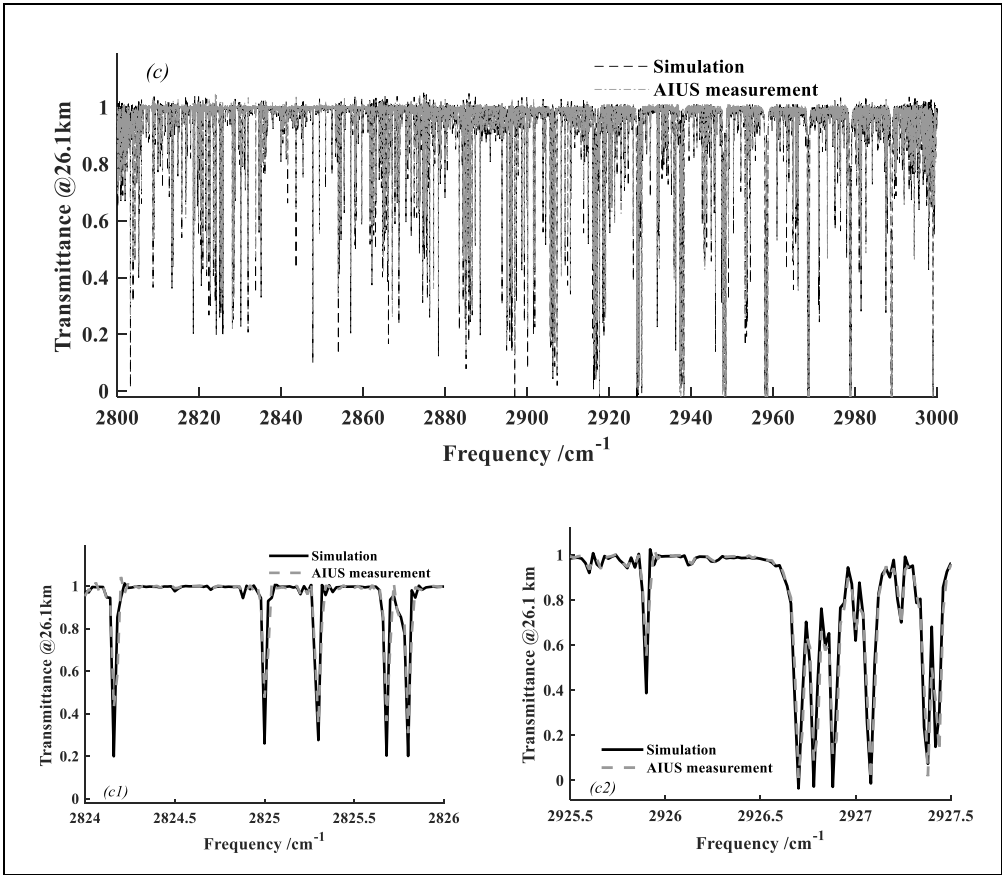 (c)
Simulation
AIUS measurement
Transmittance @26.1km
1
0.8
0.6
0.4
0.2
0
2800 2820 2840 2860 2880 2900 2920 2940 2960 2980 3000
Frequency /cm-1
Simulation
AIUS measurement
Transmittance @26.1km
1
0.8
0.6
0.4
0.2
0
(c1)
2824 2824.5 2825 2825.5 2826
Frequency /cm-1
Transmittance @26.1 km
1
0.8
0.6
0.4
0.2
0
Simulation
AIUS measurement
(c2)
2925.5 2926 2926.5 2927 2927.5
Frequency /cm-1